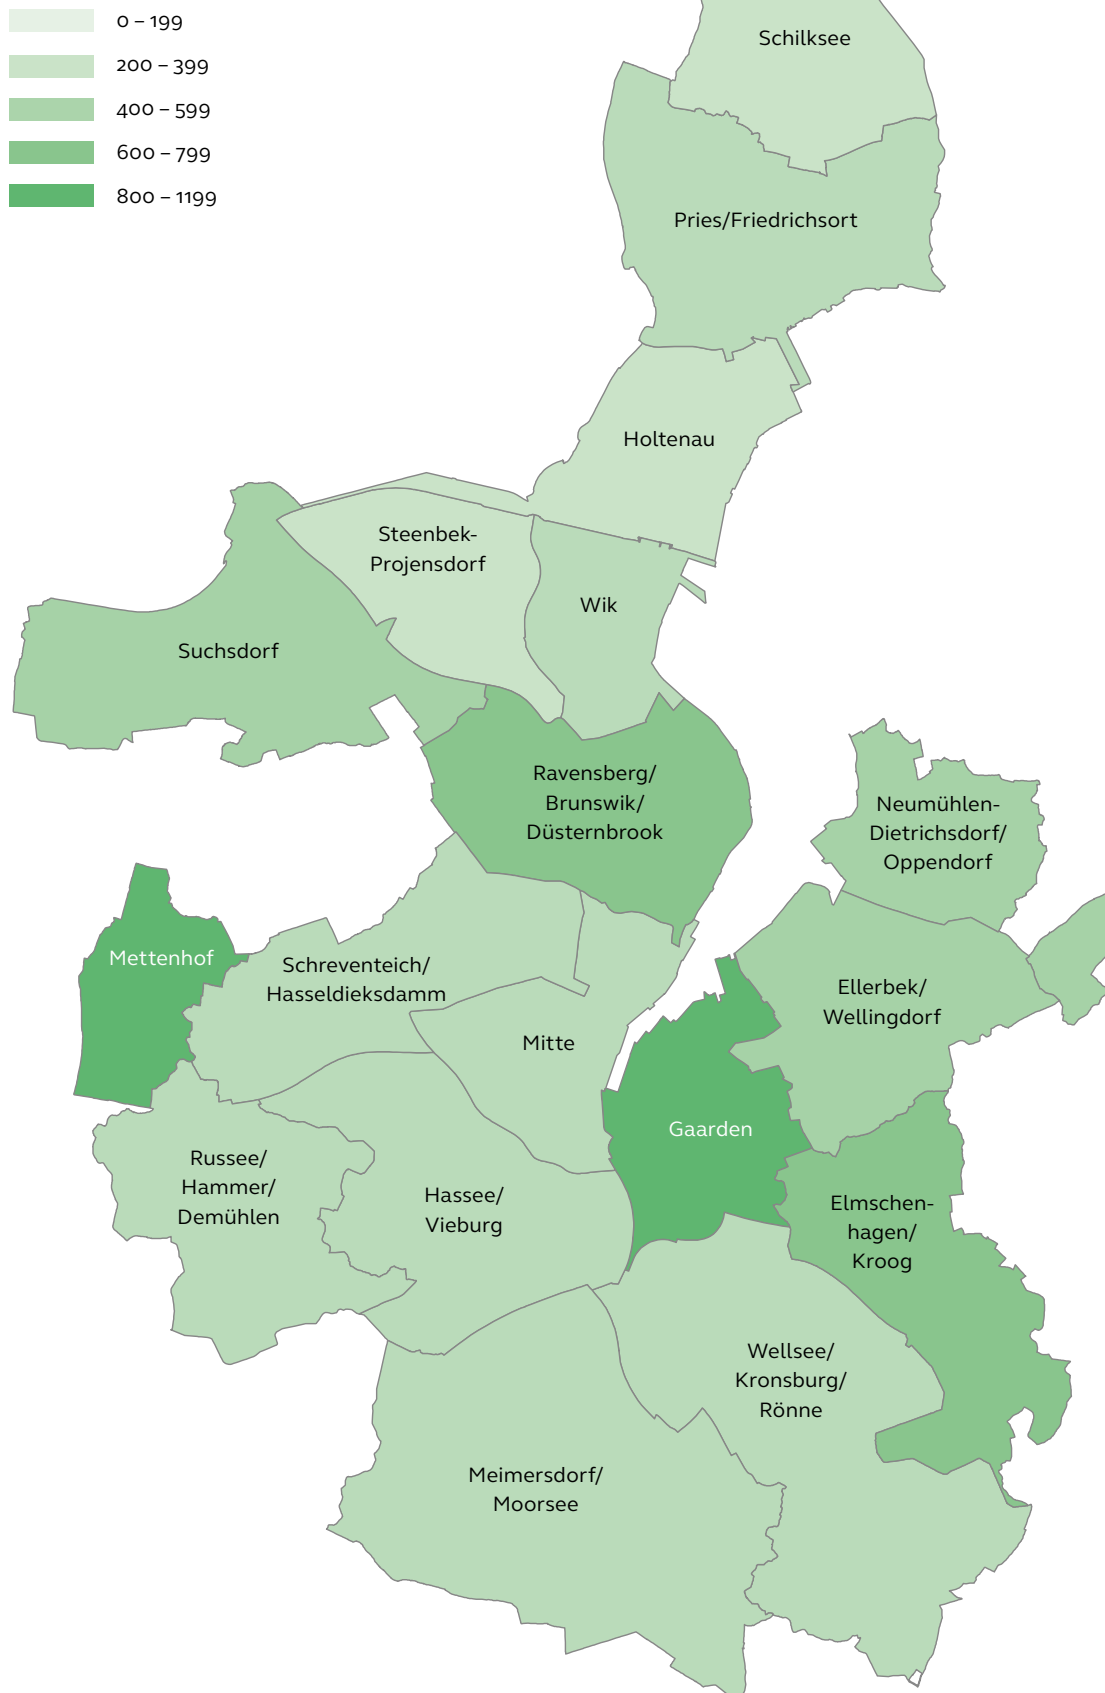 0 – 199
200 – 399
400 – 599
600 – 799
800 – 1199
Schilksee
Pries/Friedrichsort
Holtenau
Steenbek-
Projensdorf
Wik
Suchsdorf
Ravensberg/
Brunswik/
Düsternbrook
Neumühlen-
Dietrichsdorf/
Oppendorf
Mettenhof
Schreventeich/
Hasseldieksdamm
Ellerbek/
Wellingdorf
Mitte
Gaarden
Russee/
Hammer/
Demühlen
Hassee/
Vieburg
Elmschen-
hagen/
Kroog
Wellsee/
Kronsburg/
Rönne
Meimersdorf/
Moorsee